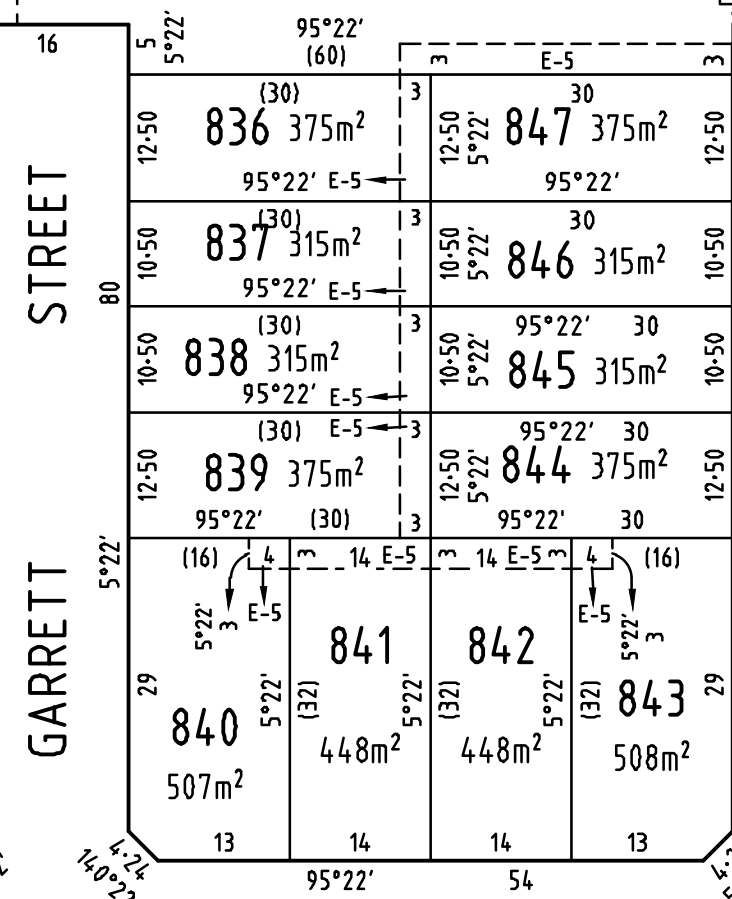 16
5
5°22'
95°22'
(60)
3
E-5
3
STREET
80
GARRETT
5°22'
12·50
(30)
836 375m²
95°22' E-5
3
12·50
5°22'
30
847 375m²
95°22'
12·50
10·50
(30)
837 315m²
95°22' E-5
3
10·50
5°22'
30
846 315m²
10·50
10·50
(30)
838 315m²
95°22' E-5
3
10·50
5°22'
95°22' 30
845 315m²
10·50
12·50
(30) E-5
3
839 375m²
95°22' (30)
3
12·50
5°22'
95°22' 30
844 375m²
95°22' 30
12·50
(16) 4
3
14 E-5
3
14 E-5
3
4 (16)
5°22'
3
E-5
E-5
5°22'
3
29
840
507m²
5°22'
(32)
841
448m²
5°22'
(32)
842
448m²
5°22'
(32)
843
508m²
29
13
14
14
13
4·24
95°22'
54